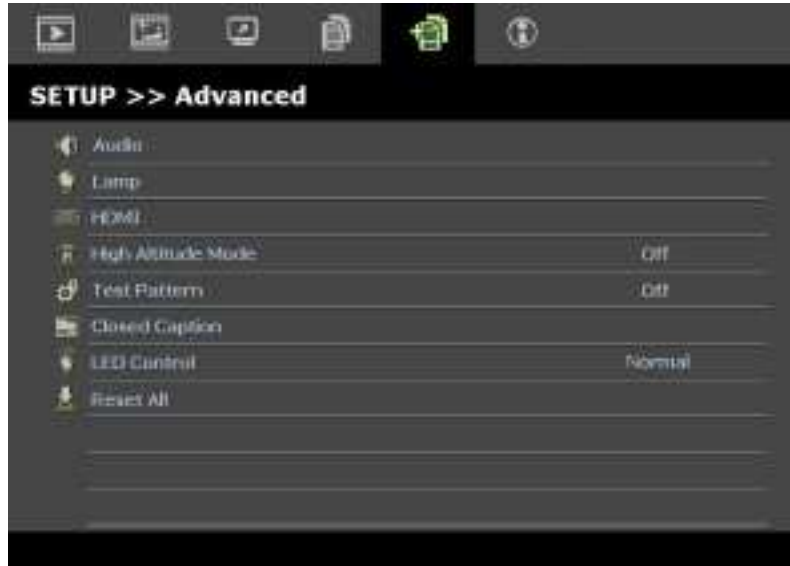 SETUP >> Advanced
Audio
Lamp
HDMI
High Altitude Mode Off
Test Pattern Off
Closed Caption
LED Control Normal
Reset All